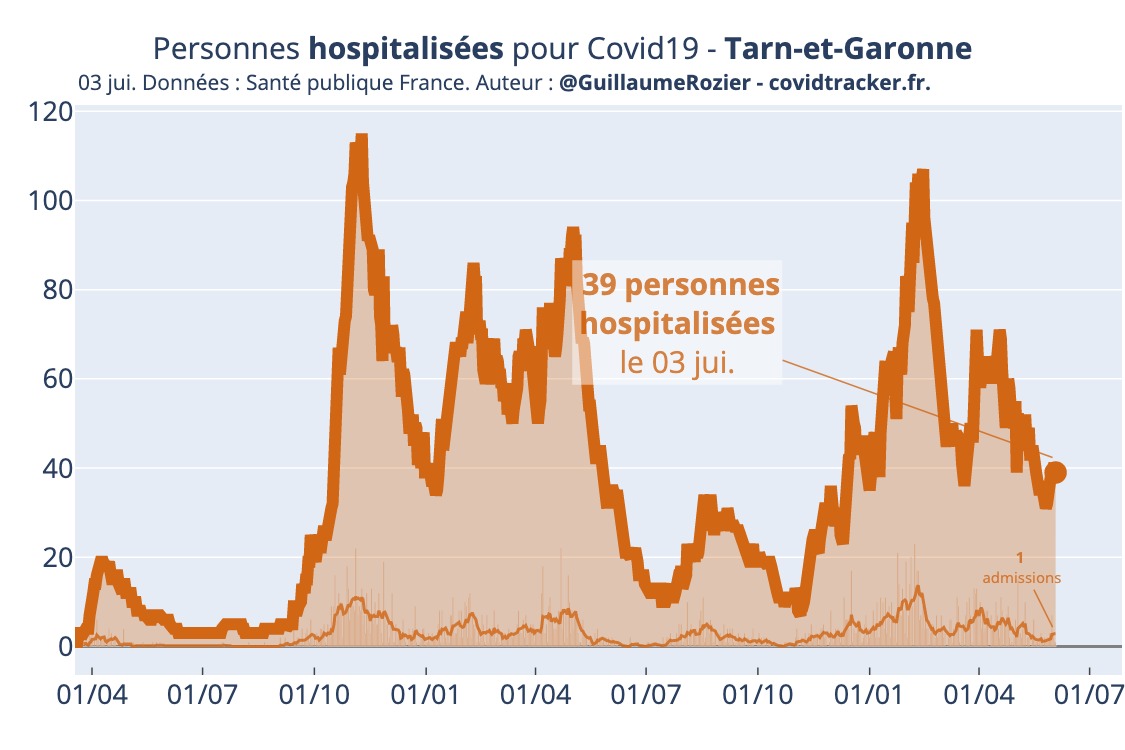 Personnes hospitalisées pour Covid19 - Tarn-et-Garonne
03 jui. Données : Santé publique France. Auteur : @GuillaumeRozier - covidtracker.fr.
120
100
80
60
40
20
0
39 personnes
hospitalisées
le 03 jui.
1
admissions
01/04 01/07 01/10 01/01 01/04 01/07 01/10 01/01 01/04 01/07